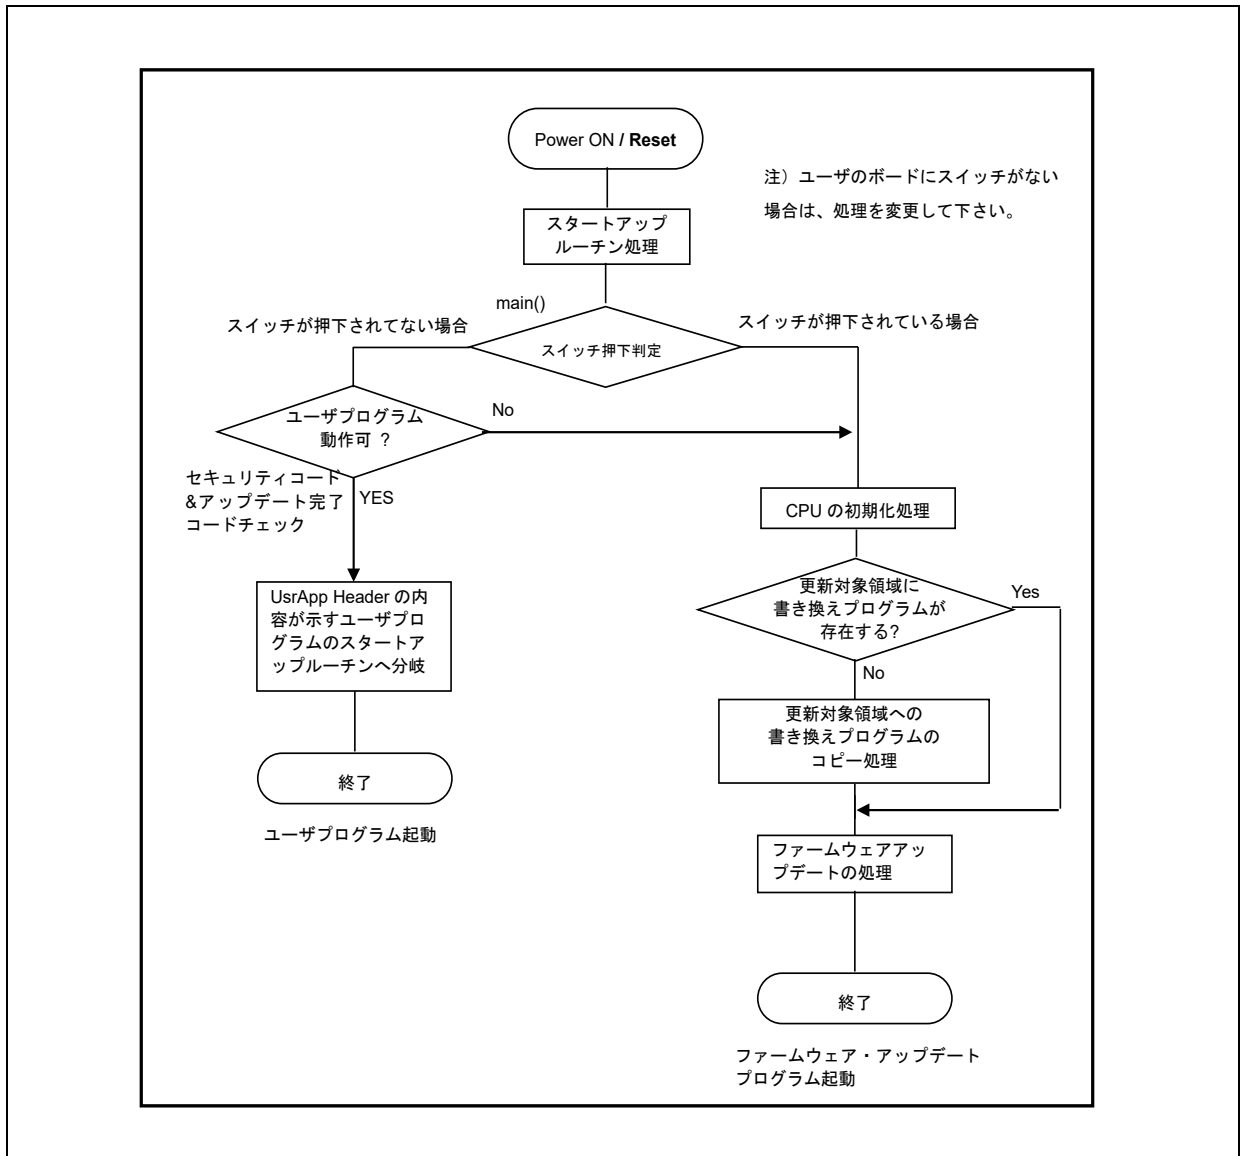 Power ON / Reset
注）ユーザのボードにスイッチがない
場合は、処理を変更して下さい。
スタートアップ
ルーチン処理
main()
スイッチが押下されてない場合
スイッチが押下されている場合
スイッチ押下判定
ユーザプログラム
動作可 ?
No
セキュリティコード
&アップデート完了
コードチェック
YES
CPU の初期化処理
UsrApp Header の内
容が示すユーザプロ
グラムのスタートア
ップルーチンへ分岐
更新対象領域に
書き換えプログラムが
存在する?
Yes
No
更新対象領域への
書き換えプログラムの
コピー処理
終了
ユーザプログラム起動
ファームウェアアッ
プデートの処理
終了
ファームウェア・アップデート
プログラム起動